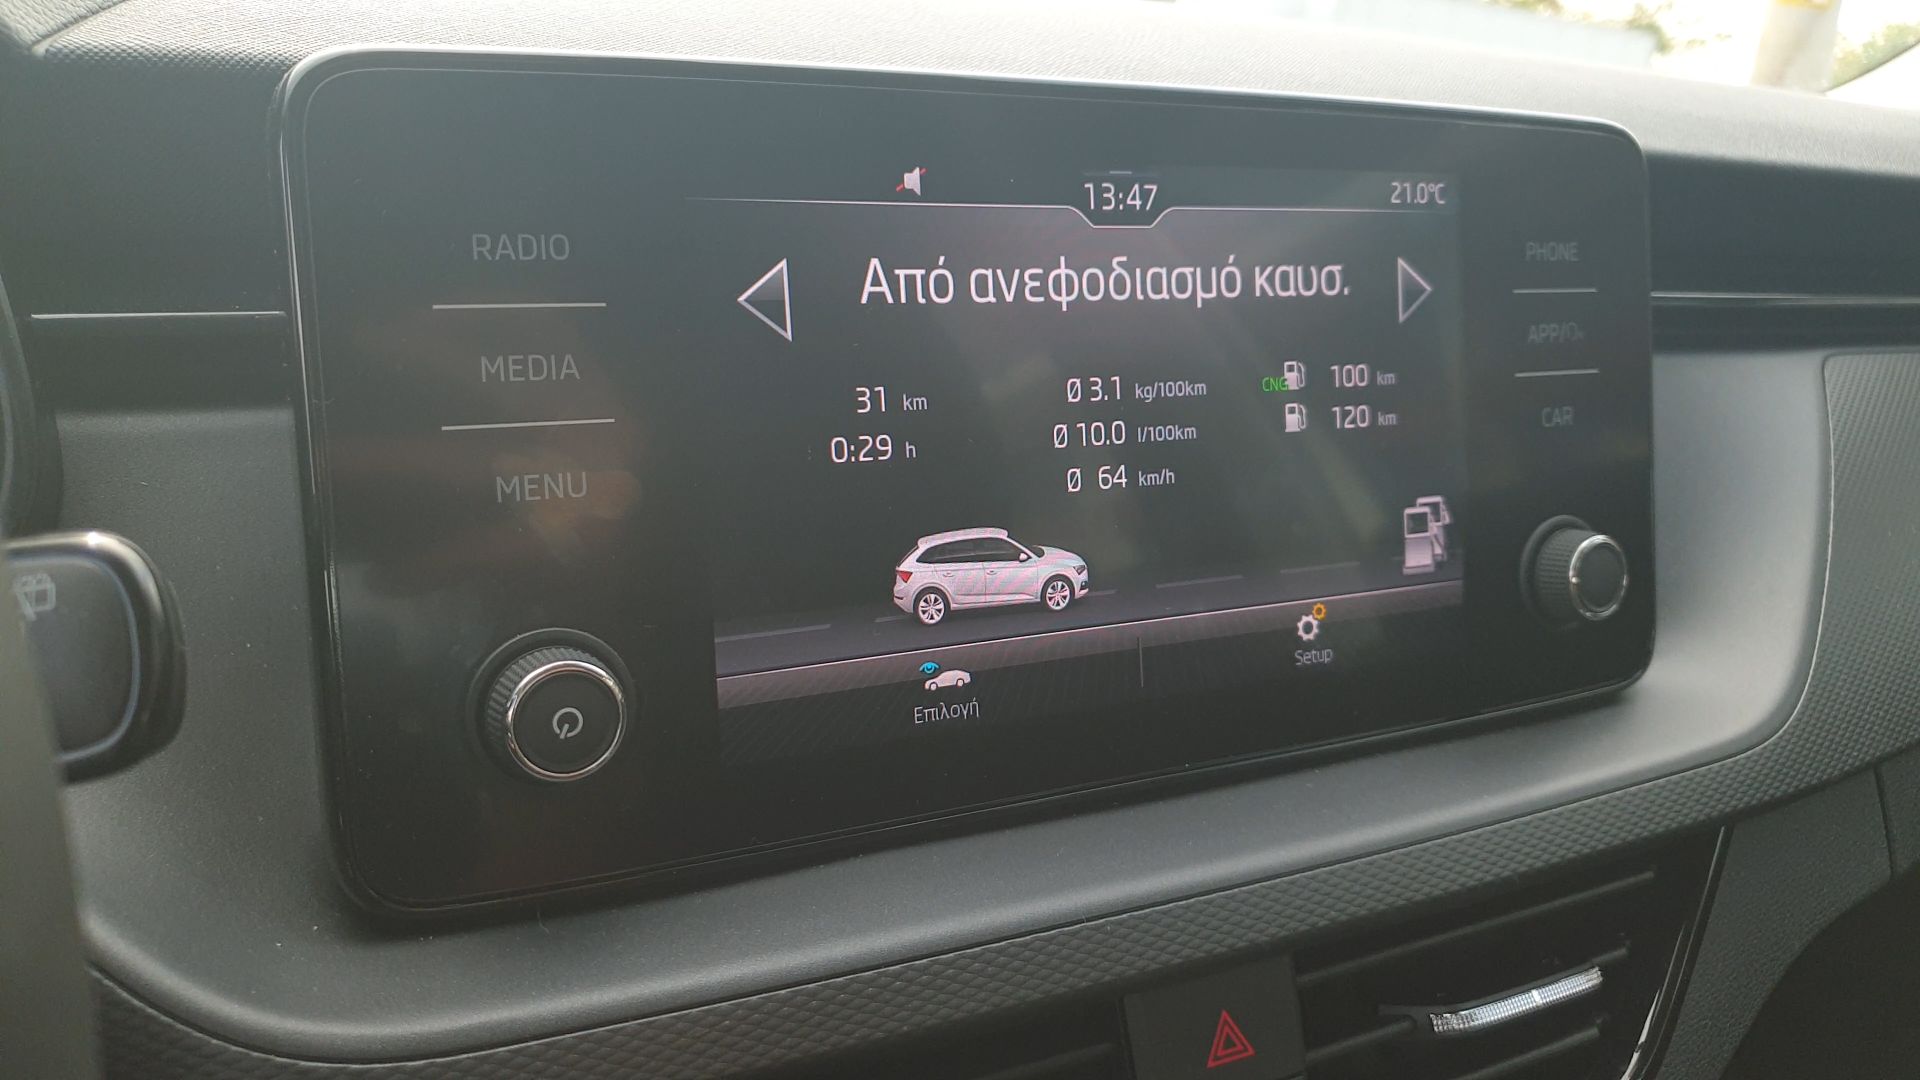 13:47
21.0°C
RADIO
MEDIA
MENU
Από ανεφοδιασμό καυσ.
31 km
0:29 h
Ø 3.1 kg/100km
Ø 10.0 l/100km
Ø 64 km/h
CNG 100 km
120 km
Επιλογή
Setup
PHONE
APP/
CAR